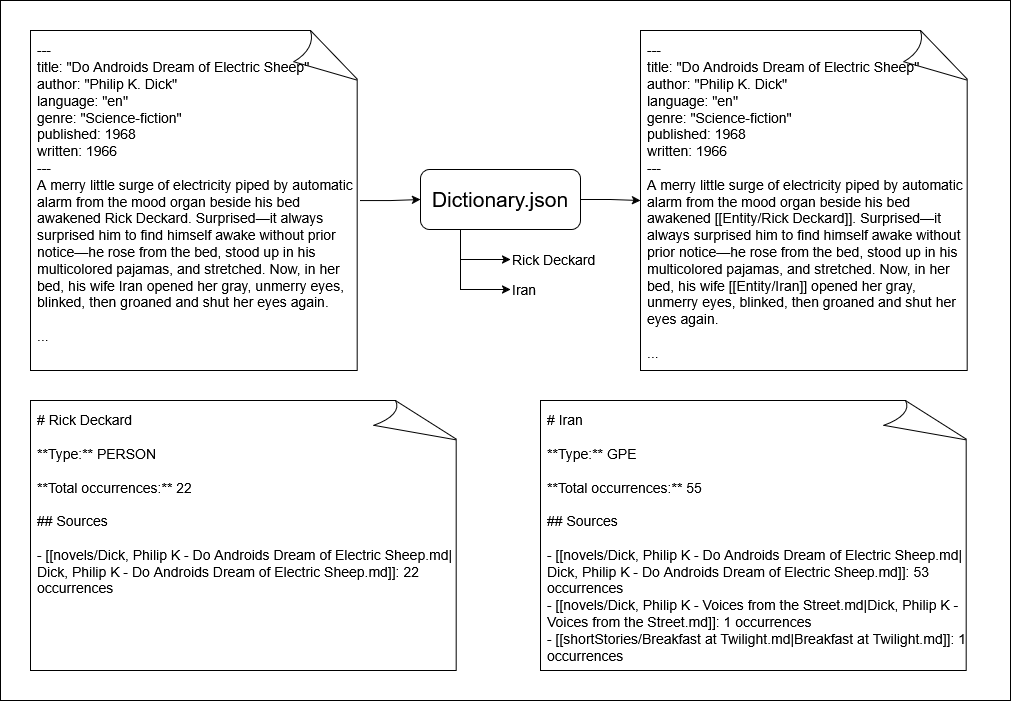 ---
title: "Do Androids Dream of Electric Sheep"
author: "Philip K. Dick"
language: "en"
genre: "Science-fiction"
published: 1968
written: 1966
---
A merry little surge of electricity piped by automatic
alarm from the mood organ beside his bed
awakened Rick Deckard. Surprised—it always
surprised him to find himself awake without prior
notice—he rose from the bed, stood up in his
multicolored pajamas, and stretched. Now, in her
bed, his wife Iran opened her gray, unmerry eyes,
blinked, then groaned and shut her eyes again.
...
Dictionary.json
Rick Deckard
Iran
---
title: "Do Androids Dream of Electric Sheep"
author: "Philip K. Dick"
language: "en"
genre: "Science-fiction"
published: 1968
written: 1966
---
A merry little surge of electricity piped by automatic
alarm from the mood organ beside his bed
awakened [[Entity/Rick Deckard]]. Surprised—it
always surprised him to find himself awake without
prior notice—he rose from the bed, stood up in his
multicolored pajamas, and stretched. Now, in her
bed, his wife [[Entity/Iran]] opened her gray,
unmerry eyes, blinked, then groaned and shut her
eyes again.
...
# Rick Deckard
**Type:** PERSON
**Total occurrences:** 22
## Sources
- [[novels/Dick, Philip K - Do Androids Dream of Electric Sheep.md|
Dick, Philip K - Do Androids Dream of Electric Sheep.md]]: 22
occurrences
# Iran
**Type:** GPE
**Total occurrences:** 55
## Sources
- [[novels/Dick, Philip K - Do Androids Dream of Electric Sheep.md|
Dick, Philip K - Do Androids Dream of Electric Sheep.md]]: 53
occurrences
- [[novels/Dick, Philip K - Voices from the Street.md|Dick, Philip K -
Voices from the Street.md]]: 1 occurrences
- [[shortStories/Breakfast at Twilight.md|Breakfast at Twilight.md]]: 1
occurrences